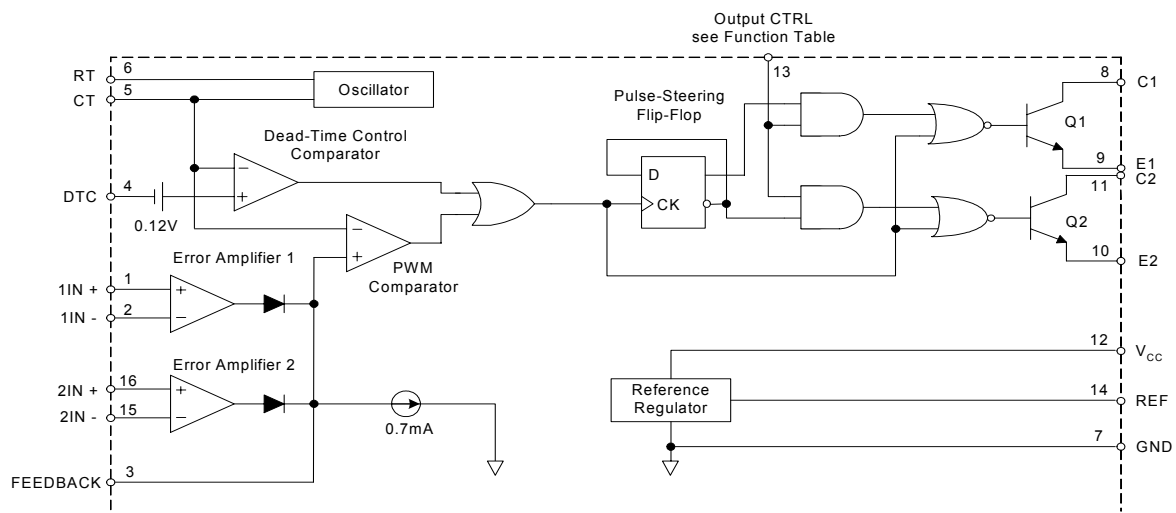 Output CTRL
see Function Table
13
RT
6
CT
5
Oscillator
8
C1
Pulse-Steering
Flip-Flop
Q1
Dead-Time Control
Comparator
9
E1
C2
11
DTC
4
0.12V
−
+
D
CK
Q2
−
+
PWM
Comparator
10
E2
Error Amplifier 1
1IN +
1
+
1IN -
2
−
12
VCC
Error Amplifier 2
2IN +
16
+
2IN -
15
−
0.7mA
Reference
Regulator
14
REF
7
GND
FEEDBACK
3